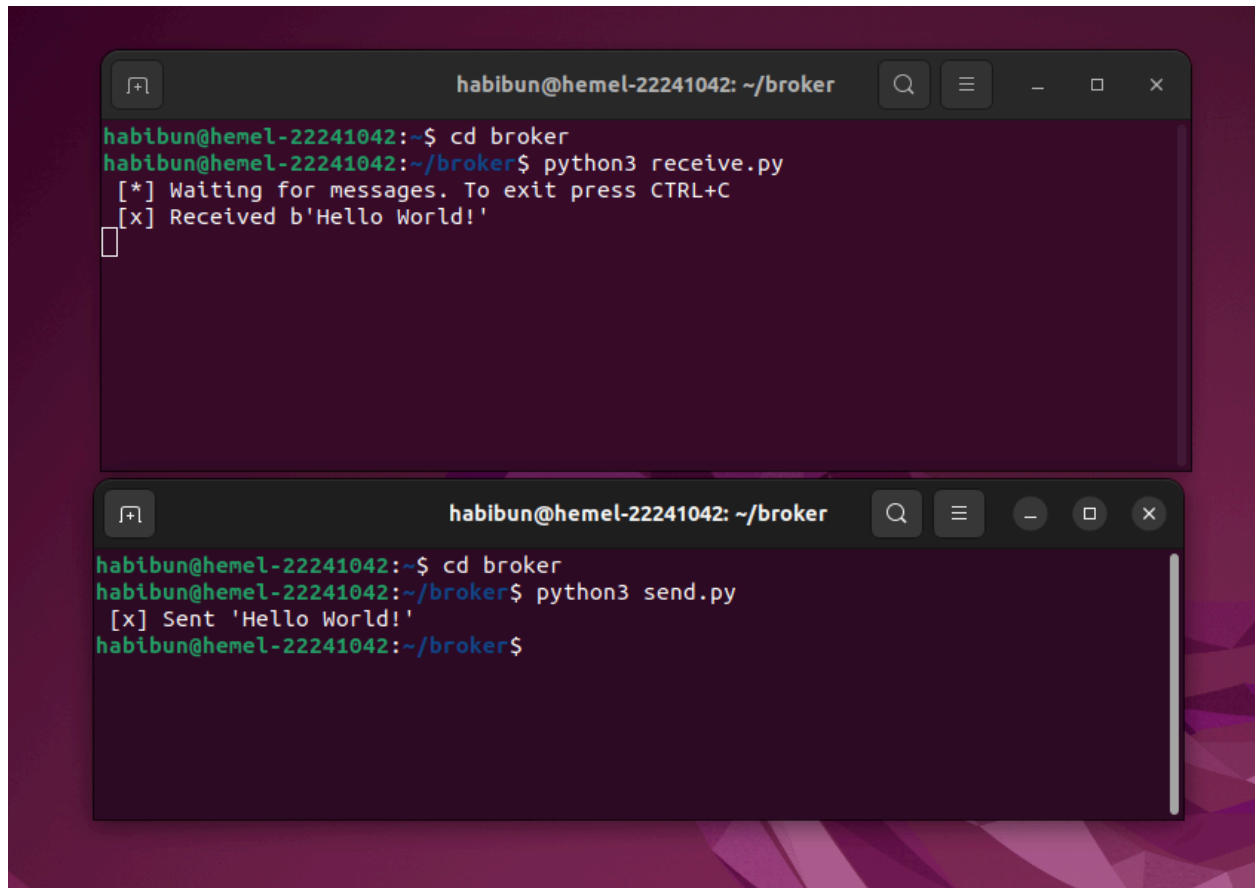 habibun@hemel-22241042: ~/broker
habibun@hemel-22241042:~$ cd broker
habibun@hemel-22241042:~/broker$ python3 receive.py
[*] Waiting for messages. To exit press CTRL+C
[x] Received b'Hello World!'
habibun@hemel-22241042: ~/broker
habibun@hemel-22241042:~$ cd broker
habibun@hemel-22241042:~/broker$ python3 send.py
[x] Sent 'Hello World!'
habibun@hemel-22241042:~/broker$